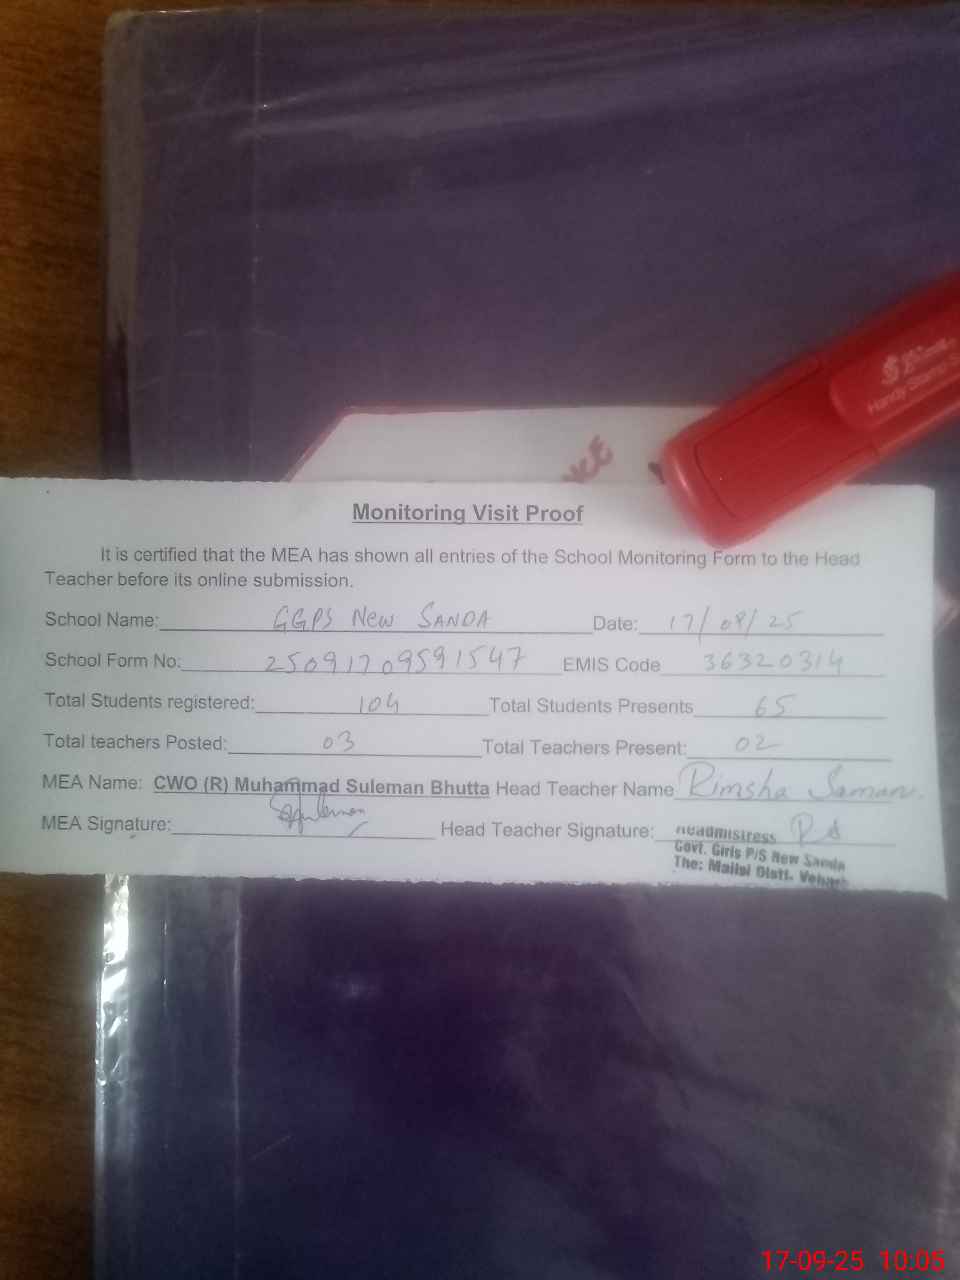 Monitoring Visit Proof
It is certified that the MEA has shown all entries of the School Monitoring Form to the Head
Teacher before its online submission.
School Name: GGPS New SANDA Date: 17/08/25
School Form No: 25091709591547 EMIS Code 36320314
Total Students registered: 104 Total Students Presents 65
Total teachers Posted: 03 Total Teachers Present: 02
MEA Name: CWO (R) Muhammad Suleman Bhutta Head Teacher Name Rimsha Saman.
MEA Signature: Head Teacher Signature:
Headmistress
Govt. Girls P/S New Sanda
The: Mailsi Distt.
Handy Stamp
17-09-25 10:05